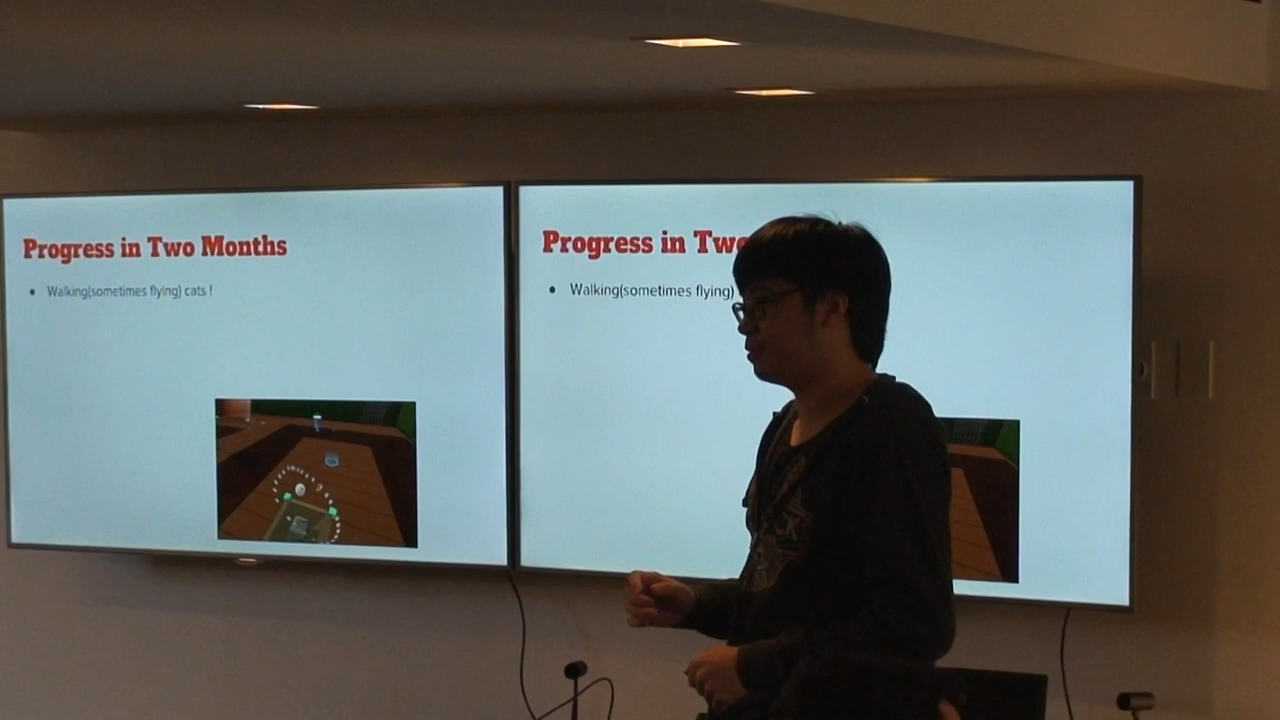 Progress in Two Months
• Walking(sometimes flying) cats !
Progress in Two
• Walking(sometimes flying)